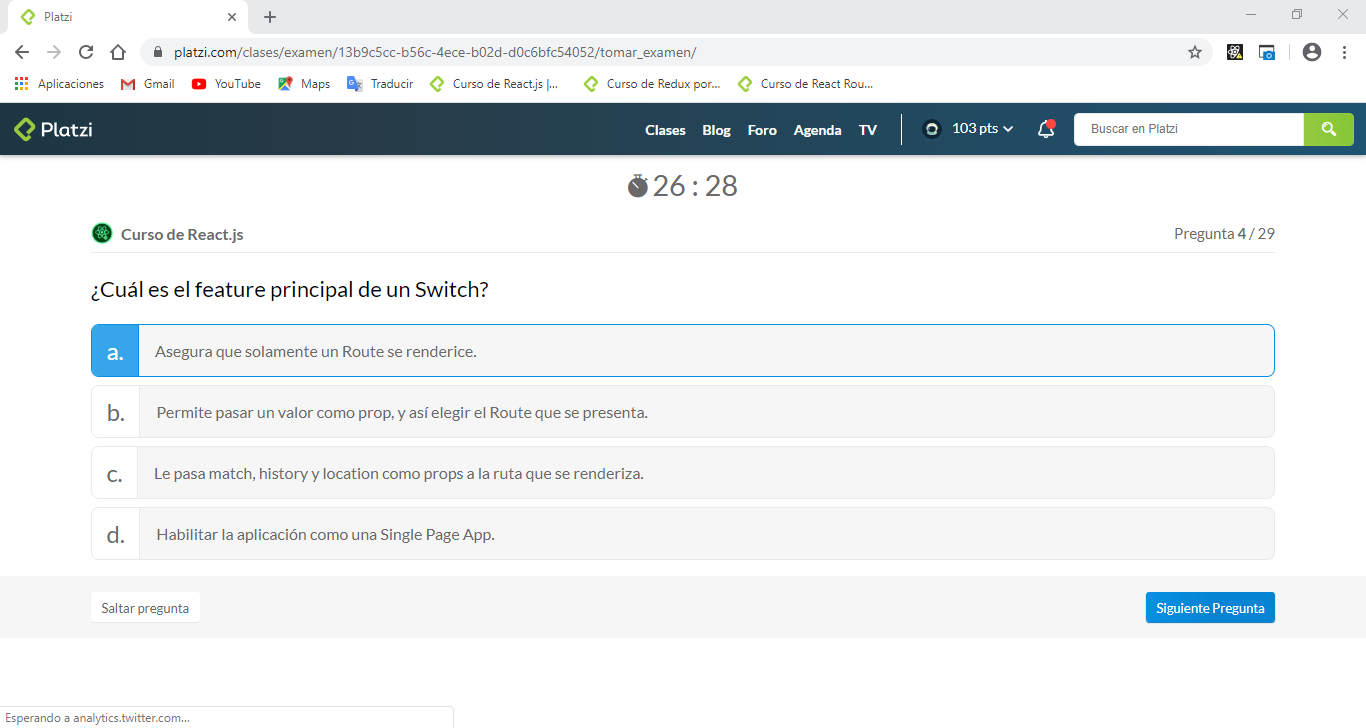 Platzi
platzi.com/clases/examen/13b9c5cc-b56c-4ece-b02d-d0c6bfc54052/tomar_examen/
Aplicaciones Gmail YouTube Maps Traducir Curso de React.js |... Curso de Redux por... Curso de React Rou...
Platzi Clases Blog Foro Agenda TV 103 pts Buscar en Platzi
26 : 28
Curso de React.js Pregunta 4 / 29
¿Cuál es el feature principal de un Switch?
a. Asegura que solamente un Route se renderice.
b. Permite pasar un valor como prop, y así elegir el Route que se presenta.
c. Le pasa match, history y location como props a la ruta que se renderiza.
d. Habilitar la aplicación como una Single Page App.
Saltar pregunta Siguiente Pregunta
Esperando a analytics.twitter.com...